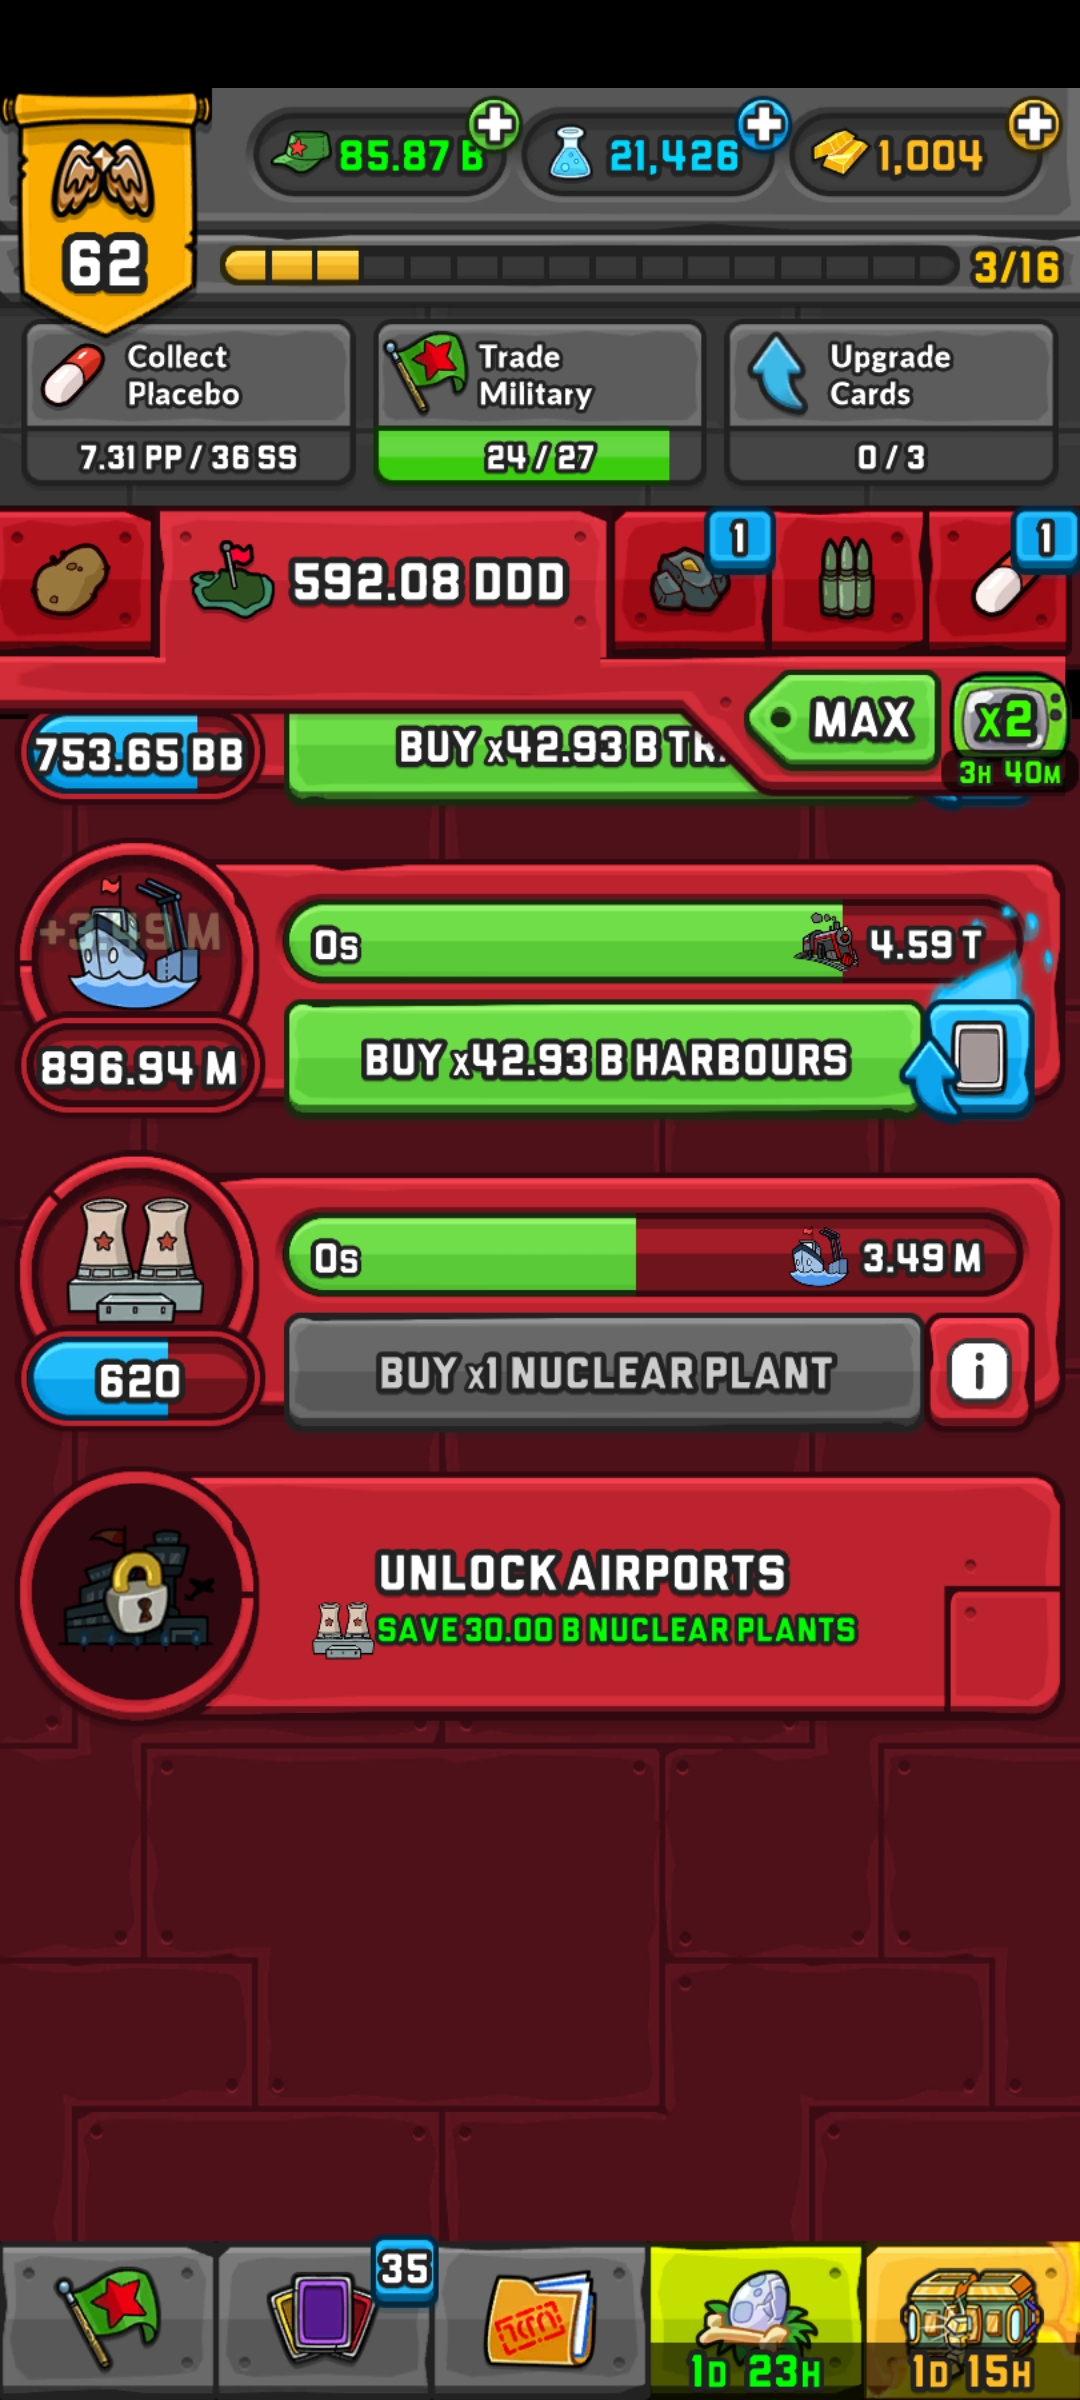 85.87 B
21,426
1,004
62
3/16
Collect
Placebo
7.31 PP / 36 SS
Trade
Military
24 / 27
Upgrade
Cards
0 / 3
592.08 DDD
1
1
MAX
x2
3H 40M
753.65 BB
BUY x42.93 B
+3.49 M
0s
4.59 T
896.94 M
BUY x42.93 B HARBOURS
0s
3.49 M
620
BUY x1 NUCLEAR PLANT
i
UNLOCK AIRPORTS
SAVE 30.00 B NUCLEAR PLANTS
35
1D 23H
1D 15H